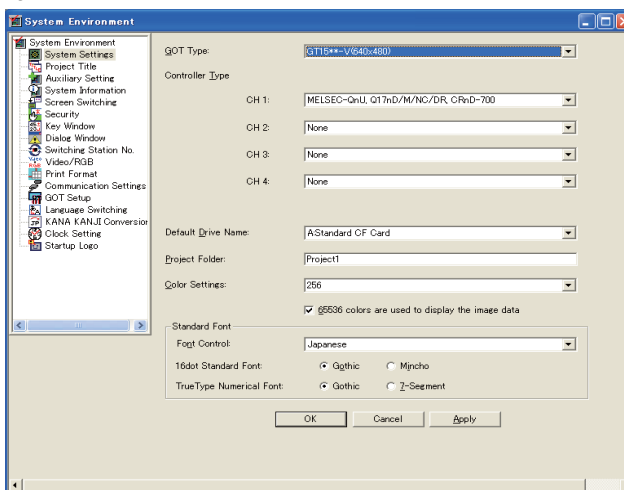 System Environment
System Environment
System Settings
Project Title
Auxiliary Setting
System Information
Screen Switching
Security
Key Window
Dialog Window
Switching Station No.
Video/RGB
Print Format
Communication Settings
GOT Setup
Language Switching
KANA KANJI Conversion
Clock Setting
Startup Logo
GOT Type: GT15**-V(640x480)
Controller Type
CH 1: MELSEC-QnU, Q17nD/M/NC/DR, CRnD-700
CH 2: None
CH 3: None
CH 4: None
Default Drive Name: A:Standard CF Card
Project Folder: Project1
Color Settings: 256
65536 colors are used to display the image data
Standard Font
Font Control: Japanese
16dot Standard Font: Gothic Mincho
TrueType Numerical Font: Gothic 7-Segment
OK Cancel Apply